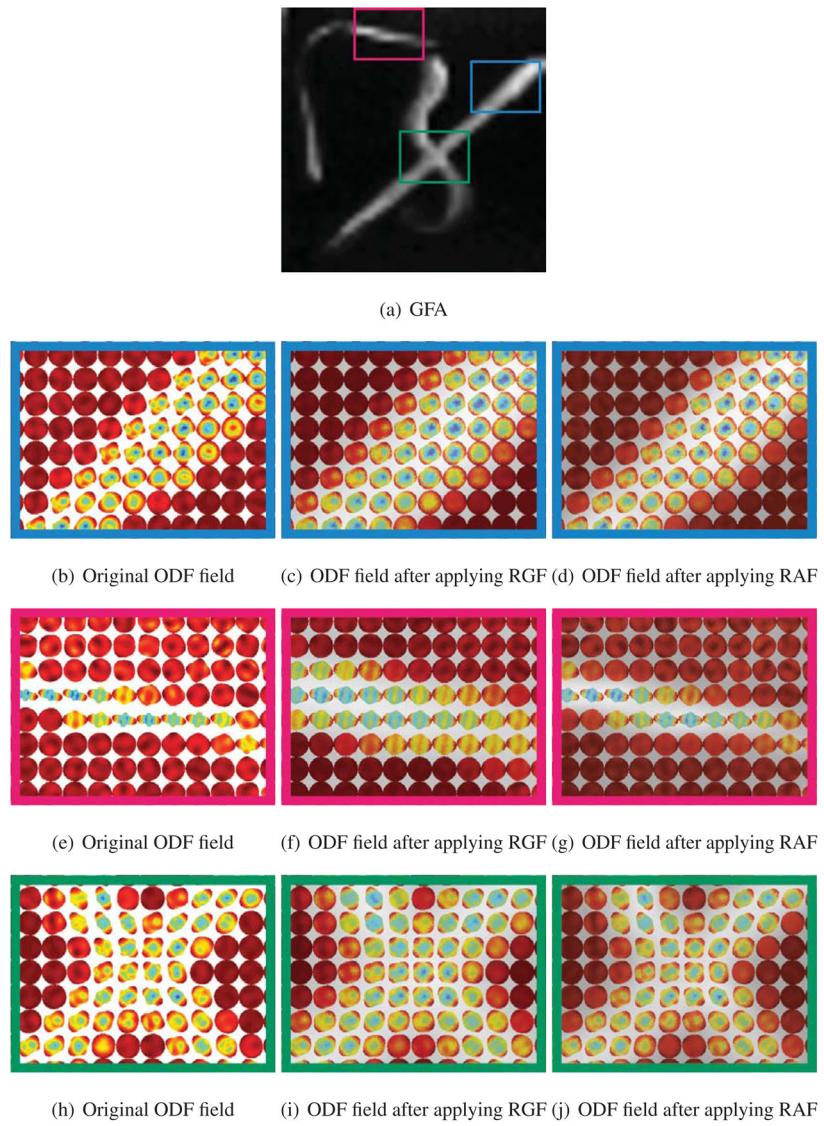 (a) GFA
(b) Original ODF field (c) ODF field after applying RGF (d) ODF field after applying RAF
(e) Original ODF field (f) ODF field after applying RGF (g) ODF field after applying RAF
(h) Original ODF field (i) ODF field after applying RGF (j) ODF field after applying RAF